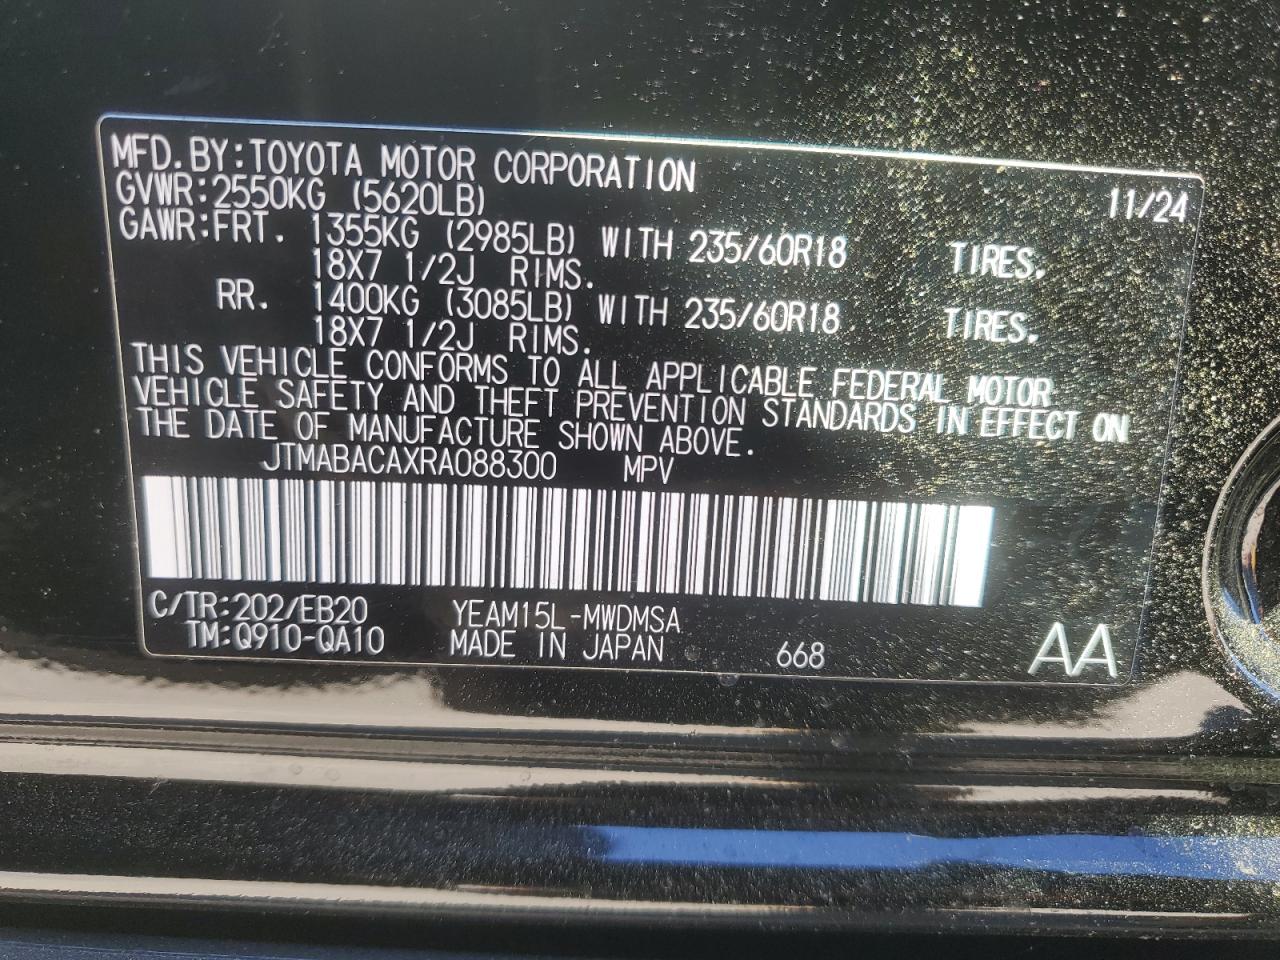 MFD.BY:TOYOTA MOTOR CORPORATION 11/24
GVWR:2550KG (5620LB)
GAWR:FRT. 1355KG (2985LB) WITH 235/60R18 TIRES.
18X7 1/2J RIMS.
RR. 1400KG (3085LB) WITH 235/60R18 TIRES.
18X7 1/2J RIMS.
THIS VEHICLE CONFORMS TO ALL APPLICABLE FEDERAL MOTOR
VEHICLE SAFETY AND THEFT PREVENTION STANDARDS IN EFFECT ON
THE DATE OF MANUFACTURE SHOWN ABOVE.
JTMABACAXRA088300 MPV
C/TR:202/EB20 YEAM15L-MWDMSA
TM:Q910-QA10 MADE IN JAPAN 668 AA